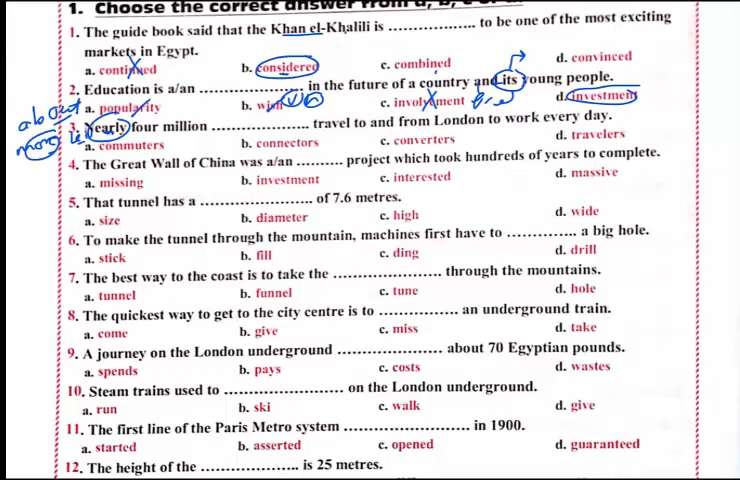 1. Choose the correct answer from a, b, c or d:
1. The guide book said that the Khan el-Khalili is ……………… to be one of the most exciting
markets in Egypt.
a. continued b. considered c. combined d. convinced
2. Education is a/an ……………… in the future of a country and its young people.
a. popularity b. wish c. involvement d. investment
3. Nearly four million ……………… travel to and from London to work every day.
a. commuters b. connectors c. converters d. travelers
4. The Great Wall of China was a/an ………. project which took hundreds of years to complete.
a. missing b. investment c. interested d. massive
5. That tunnel has a ………………… of 7.6 metres.
a. size b. diameter c. high d. wide
6. To make the tunnel through the mountain, machines first have to ………….. a big hole.
a. stick b. fill c. ding d. drill
7. The best way to the coast is to take the ………………… through the mountains.
a. tunnel b. funnel c. tune d. hole
8. The quickest way to get to the city centre is to ……………. an underground train.
a. come b. give c. miss d. take
9. A journey on the London underground ……………… about 70 Egyptian pounds.
a. spends b. pays c. costs d. wastes
10. Steam trains used to ………………… on the London underground.
a. run b. ski c. walk d. give
11. The first line of the Paris Metro system ………………….. in 1900.
a. started b. asserted c. opened d. guaranteed
12. The height of the ……………… is 25 metres.
about